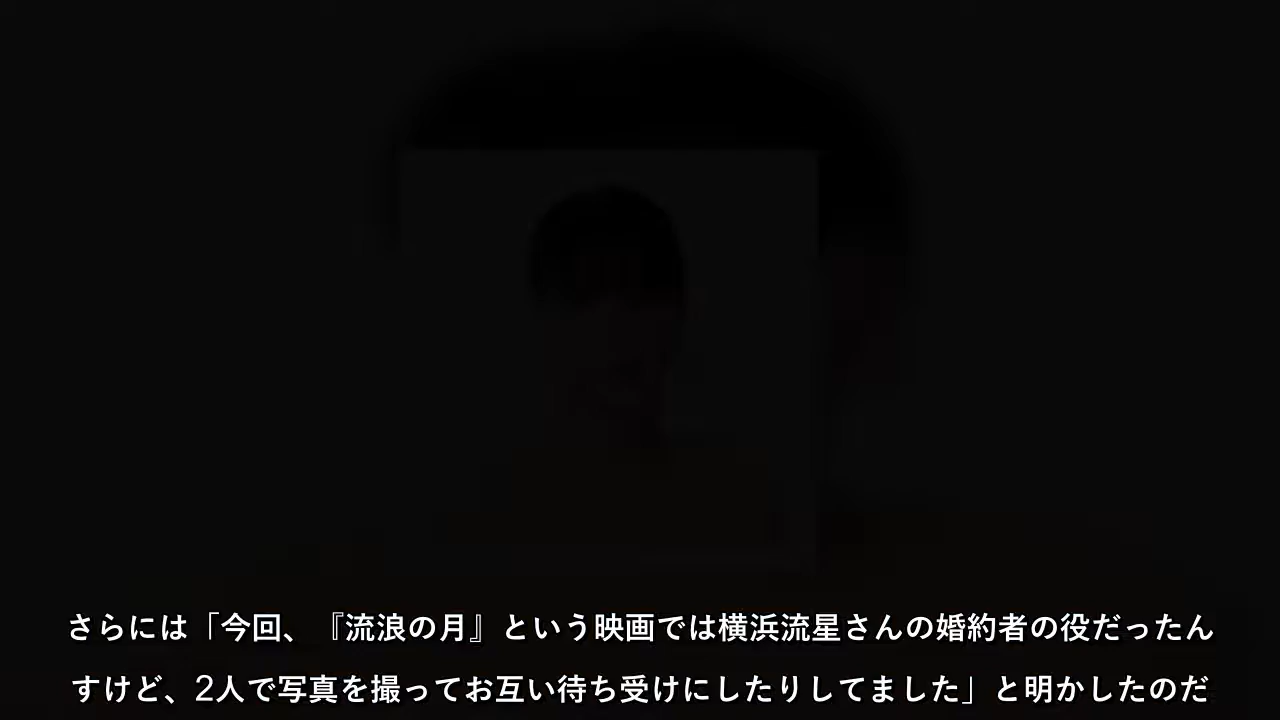 さらには「今回、『流浪の月』という映画では横浜流星さんの婚約者の役だったん
すけど、2人で写真を撮ってお互い待ち受けにしたりしてました」と明かしたのだ